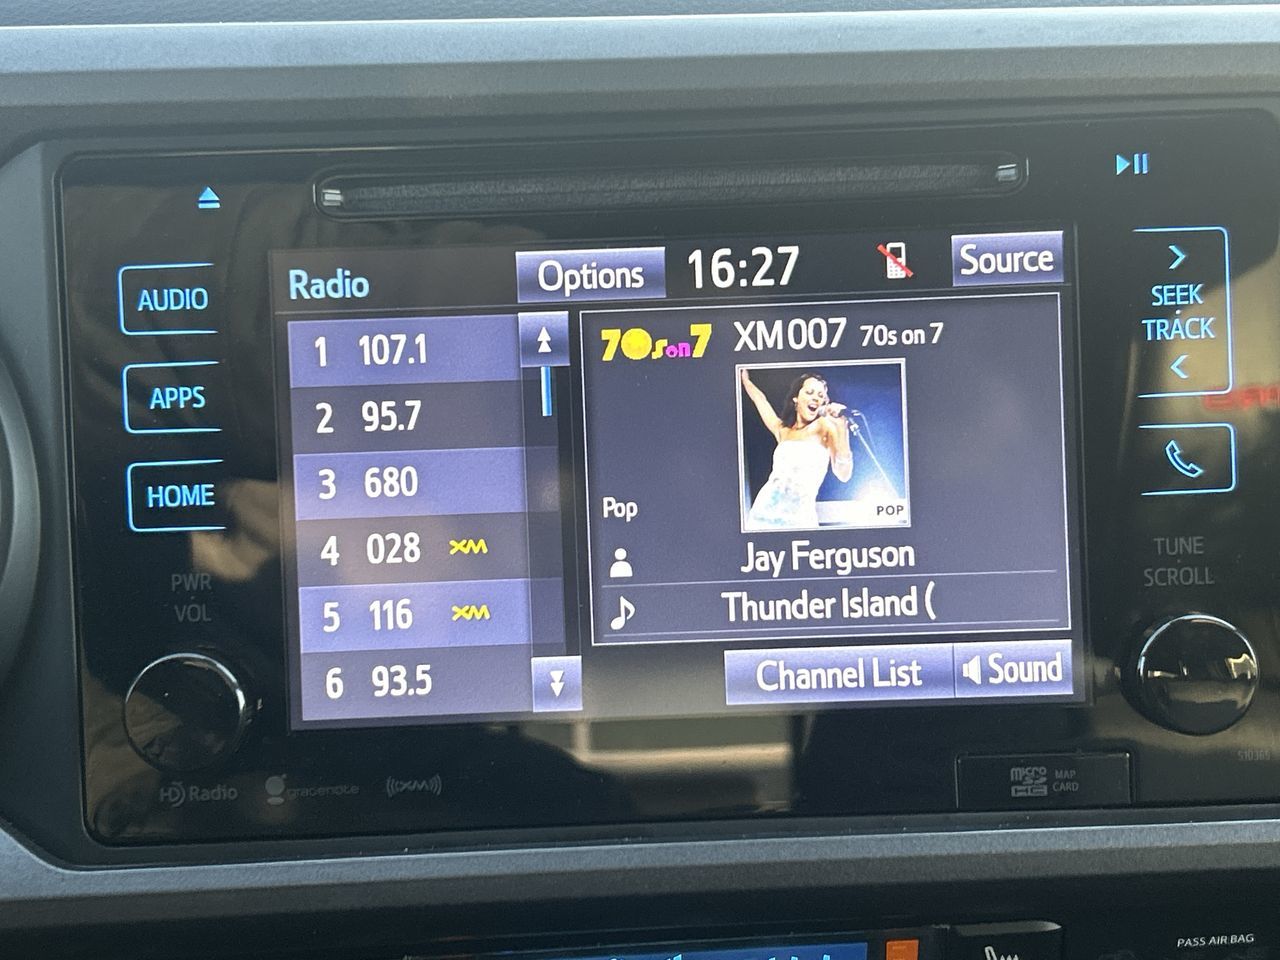 AUDIO
APPS
HOME
PWR
VOL
Radio
Options
16:27
Source
1 107.1
2 95.7
3 680
4 028 XM
5 116 XM
6 93.5
70s on 7 XM007 70s on 7
POP
Pop
Jay Ferguson
Thunder Island (
Channel List
Sound
SEEK
TRACK
TUNE
SCROLL
HD Radio
gracenote
((XM))
micro
SD
HC
MAP
CARD
510365
PASS AIR BAG